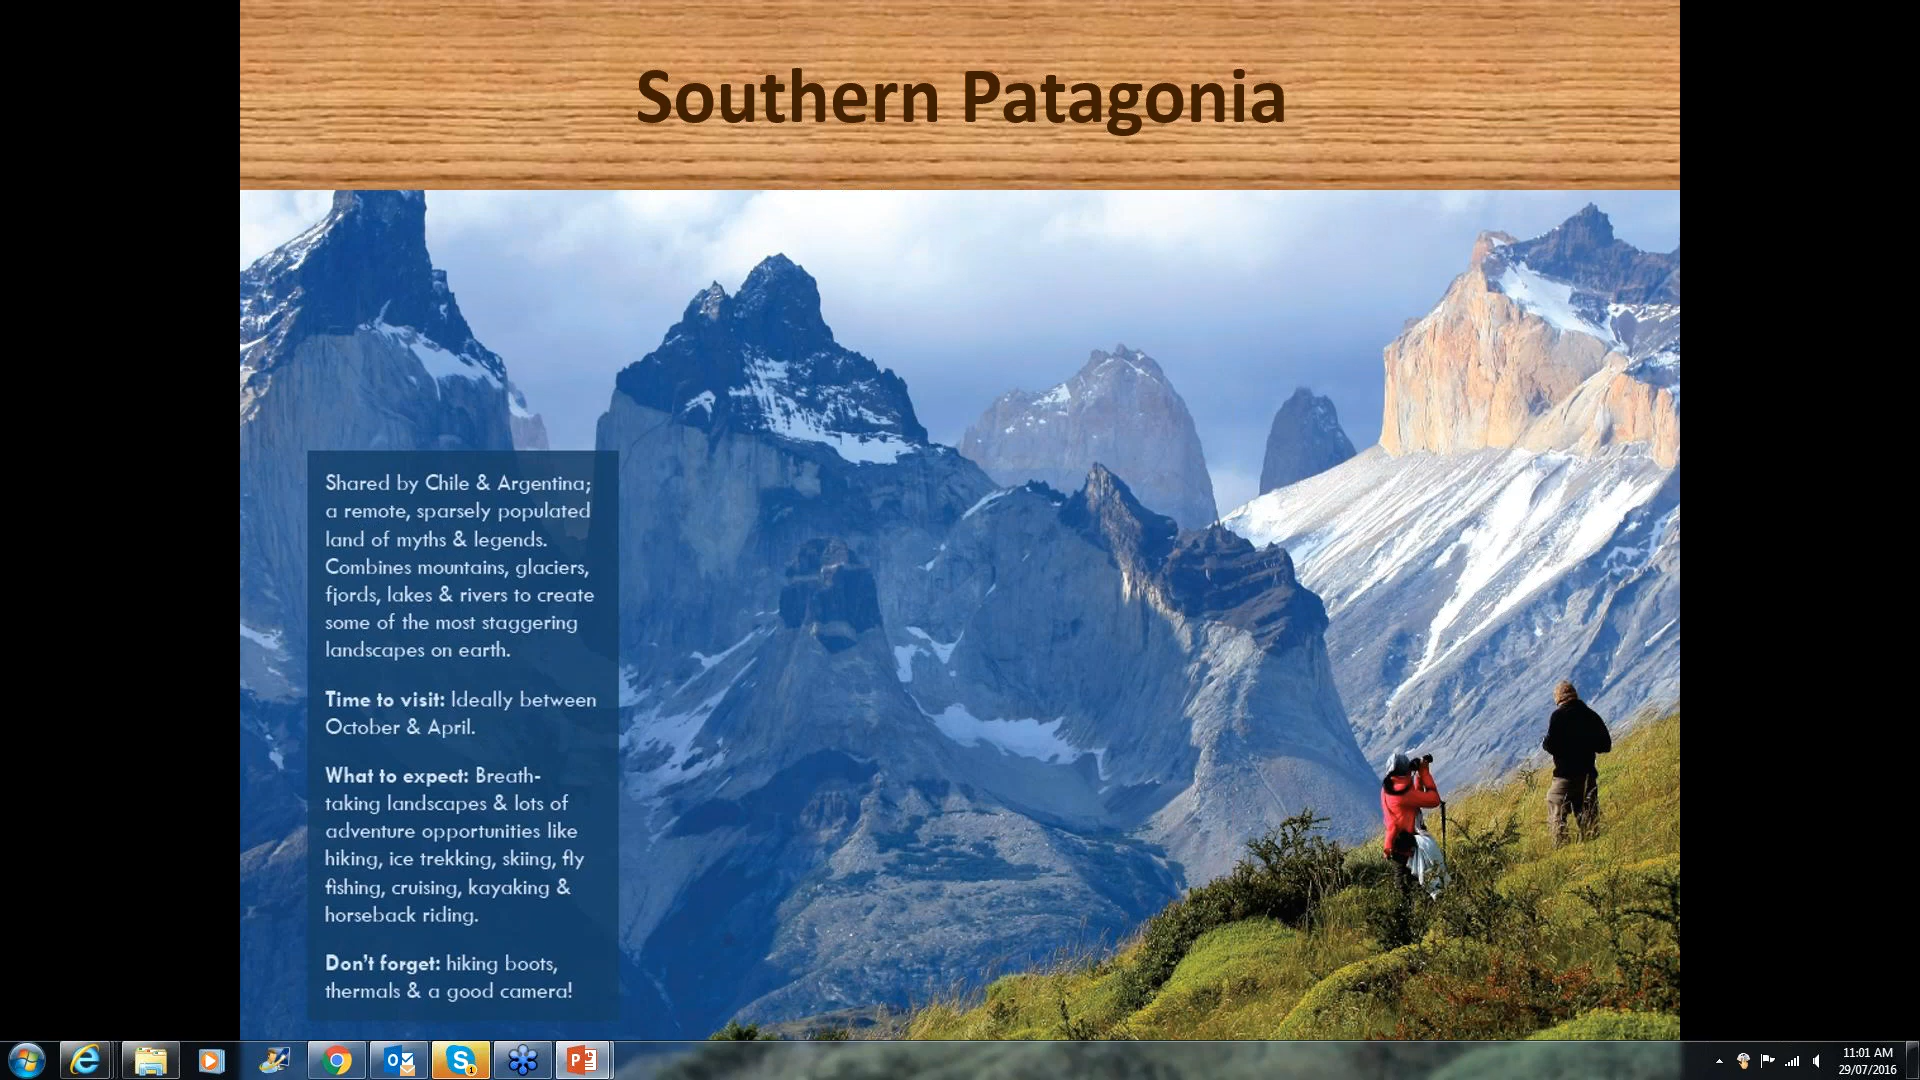 Southern Patagonia
Shared by Chile & Argentina;
a remote, sparsely populated
land of myths & legends.
Combines mountains, glaciers,
fjords, lakes & rivers to create
some of the most staggering
landscapes on earth.
Time to visit: Ideally between
October & April.
What to expect: Breath-
taking landscapes & lots of
adventure opportunities like
hiking, ice trekking, skiing, fly
fishing, cruising, kayaking &
horseback riding.
Don't forget: hiking boots,
thermals & a good camera!
11:01 AM
29/07/2016